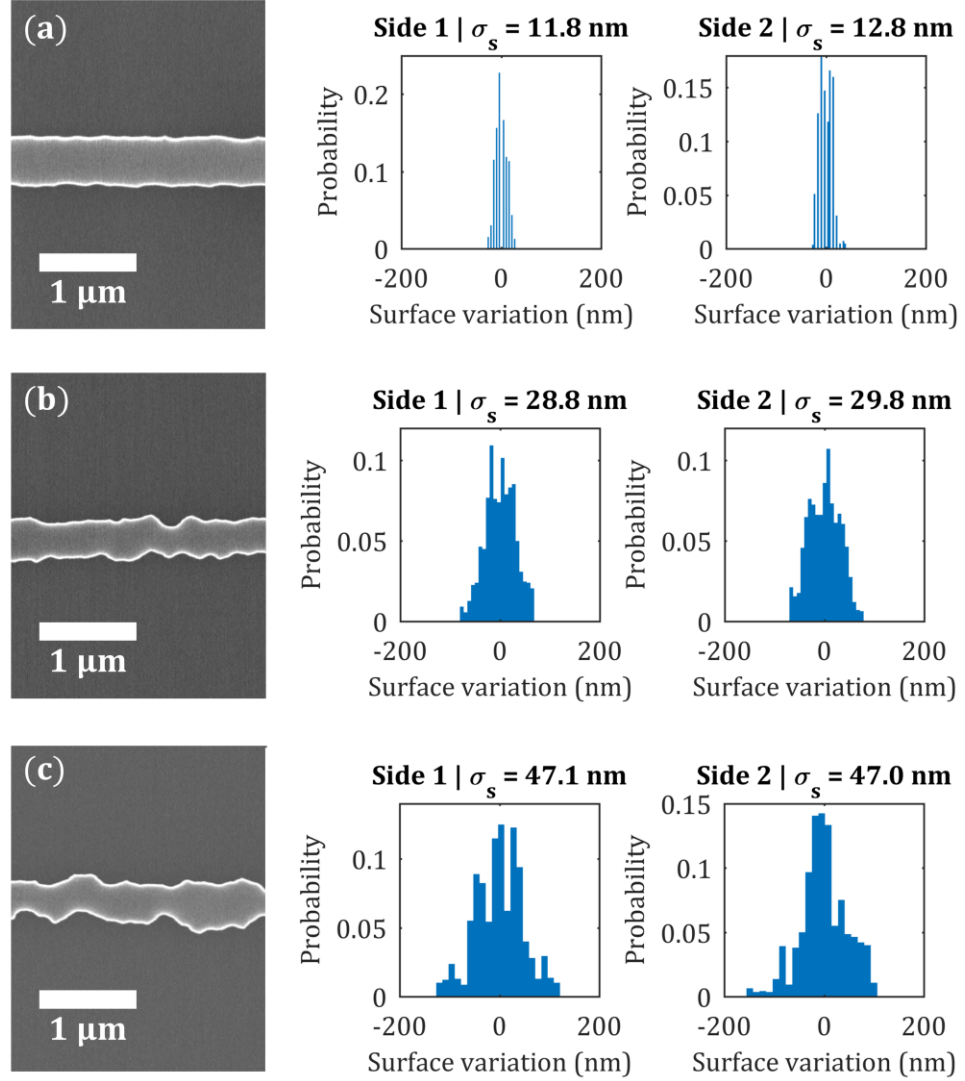 (a)
1 μm
Side 1 | σs = 11.8 nm
Probability
0.2
0.1
0
-200 0 200
Surface variation (nm)
Side 2 | σs = 12.8 nm
Probability
0.15
0.1
0.05
0
-200 0 200
Surface variation (nm)
(b)
1 μm
Side 1 | σs = 28.8 nm
Probability
0.1
0.05
0
-200 0 200
Surface variation (nm)
Side 2 | σs = 29.8 nm
Probability
0.1
0.05
0
-200 0 200
Surface variation (nm)
(c)
1 μm
Side 1 | σs = 47.1 nm
Probability
0.1
0.05
0
-200 0 200
Surface variation (nm)
Side 2 | σs = 47.0 nm
Probability
0.15
0.1
0.05
0
-200 0 200
Surface variation (nm)